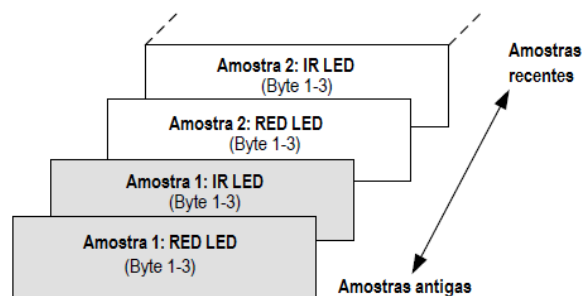 Amostra 2: IR LED
(Byte 1-3)
Amostra 2: RED LED
(Byte 1-3)
Amostra 1: IR LED
(Byte 1-3)
Amostra 1: RED LED
(Byte 1-3)
Amostras
recentes
Amostras antigas